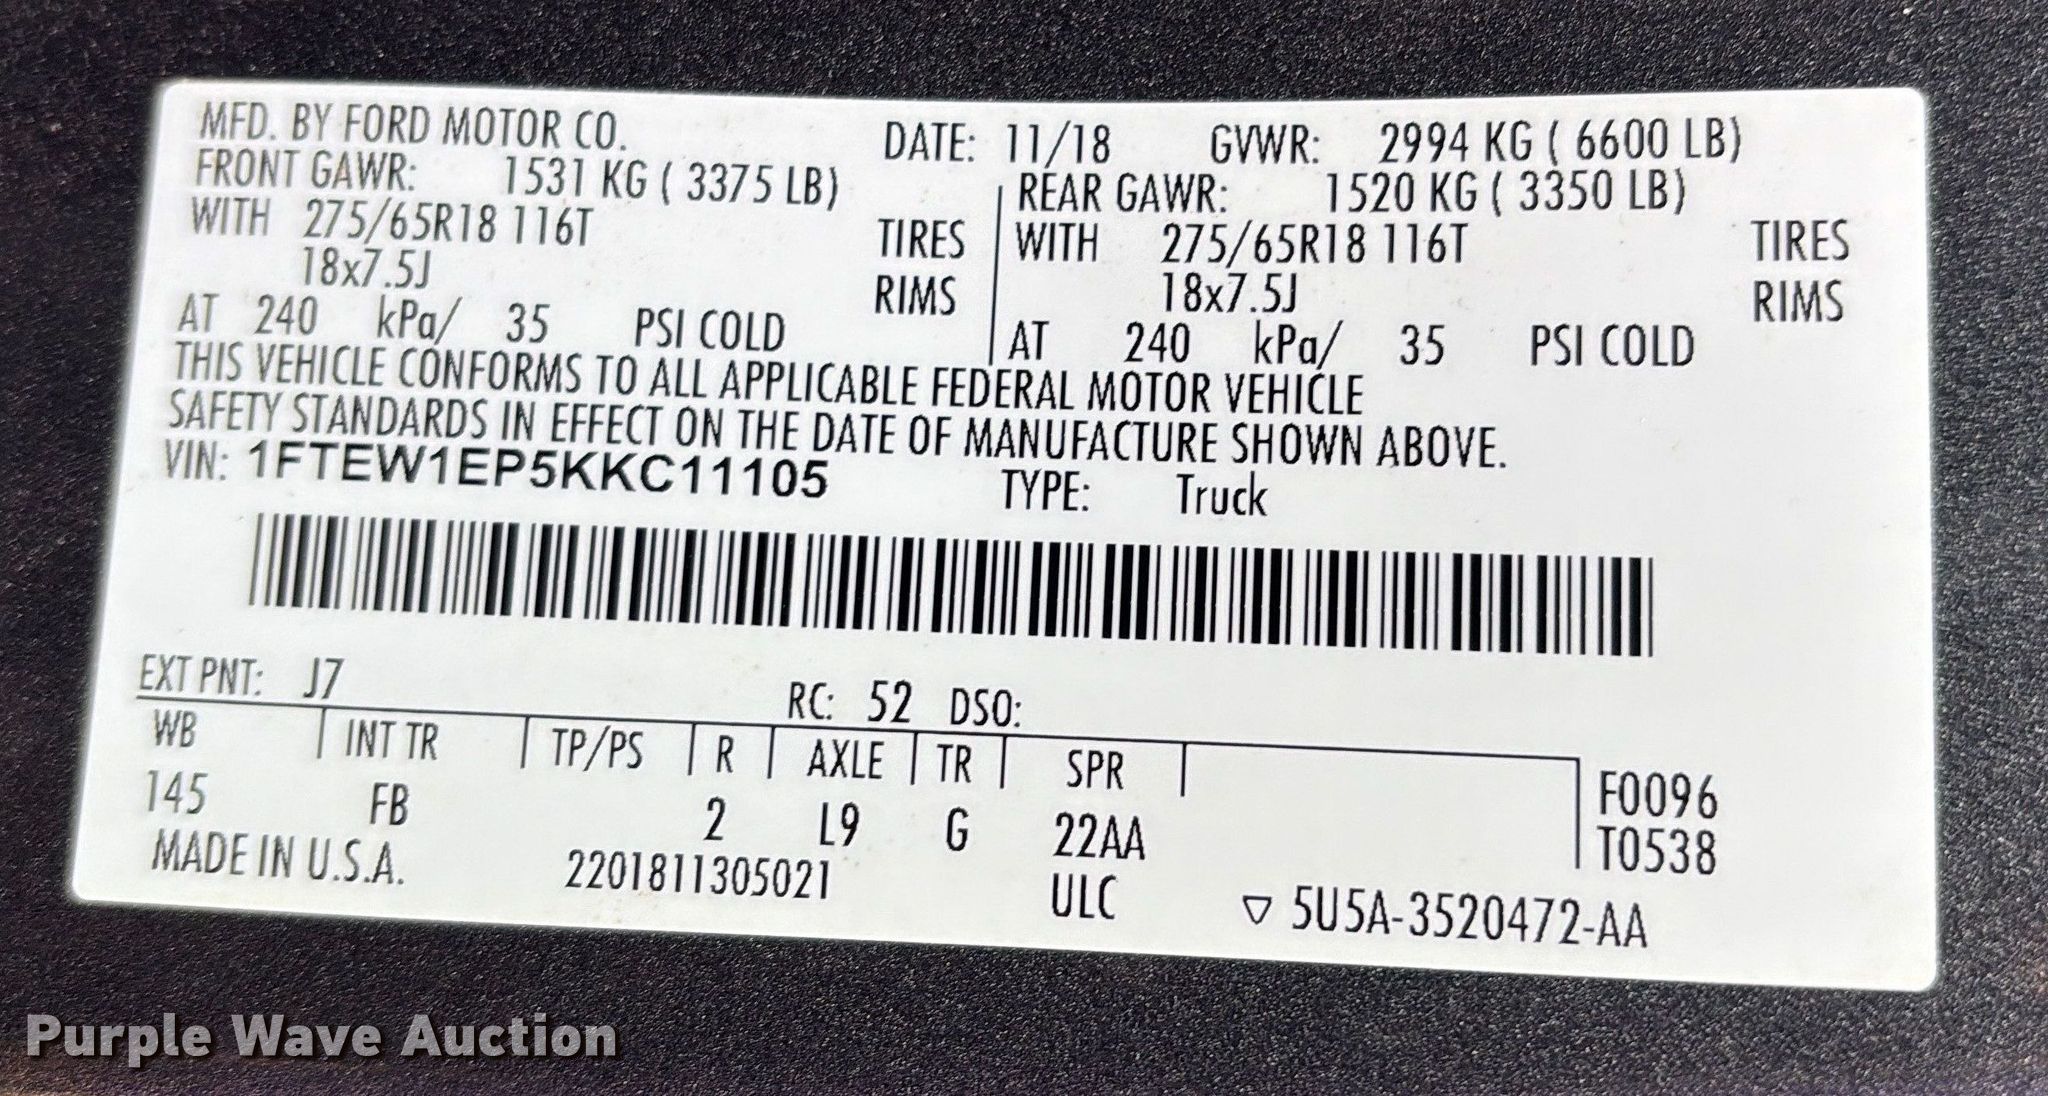 MFD. BY FORD MOTOR CO. DATE: 11/18 GVWR: 2994 KG ( 6600 LB)
FRONT GAWR: 1531 KG ( 3375 LB) REAR GAWR: 1520 KG ( 3350 LB)
WITH 275/65R18 116T TIRES WITH 275/65R18 116T TIRES
18x7.5J RIMS 18x7.5J RIMS
AT 240 kPa/ 35 PSI COLD AT 240 kPa/ 35 PSI COLD
THIS VEHICLE CONFORMS TO ALL APPLICABLE FEDERAL MOTOR VEHICLE
SAFETY STANDARDS IN EFFECT ON THE DATE OF MANUFACTURE SHOWN ABOVE.
VIN: 1FTEW1EP5KKC11105 TYPE: Truck
EXT PNT: J7 RC: 52 DSO:
WB INT TR TP/PS R AXLE TR SPR F0096
145 FB 2 L9 G 22AA T0538
MADE IN U.S.A. 2201811305021 ULC ▽ 5U5A-3520472-AA
Purple Wave Auction